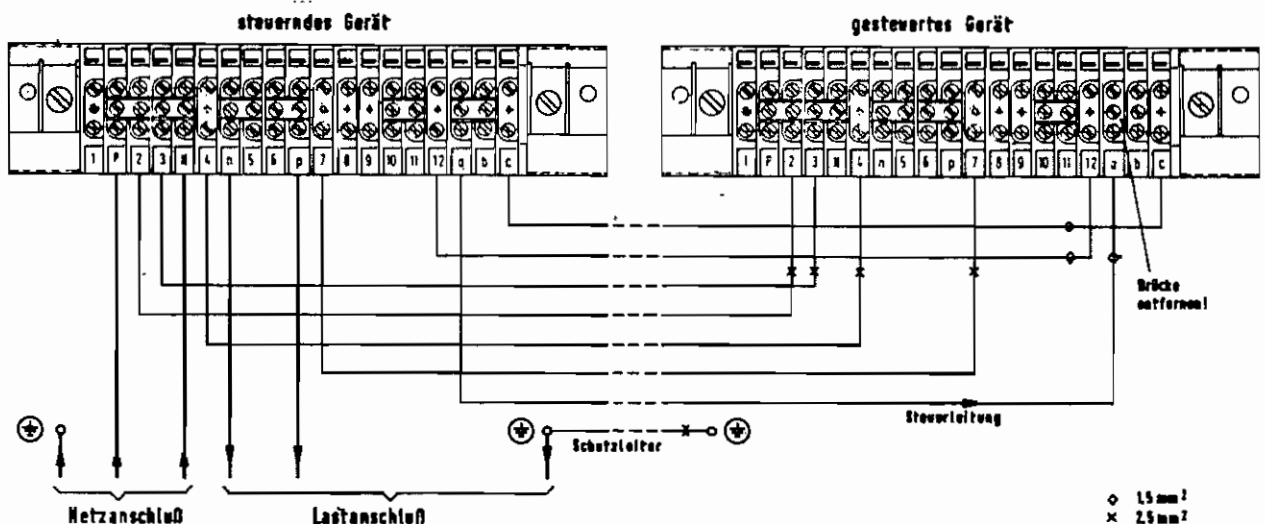 steuerndes Gerät
gesteuertes Gerät
1 P 2 3 N 4 n 5 6 p 7 8 9 10 11 12 a b c
1 P 2 3 N 4 n 5 6 p 7 8 9 10 11 12 a b c
Brücke
entfernen!
Steuerleitung
Schutzleiter
Netzanschluß
Lastanschluß
1,5 mm²
2,5 mm²